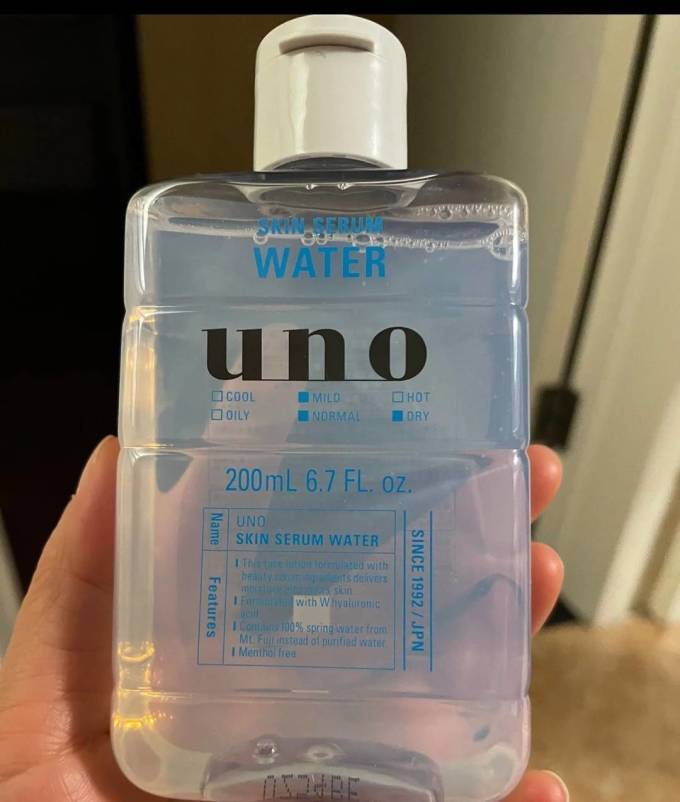 SKIN SERUM
WATER
uno
☐ COOL ■ MILD ☐ HOT
☐ OILY ■ NORMAL ■ DRY
200mL 6.7 FL. oz.
Name
UNO
SKIN SERUM WATER
Features
This face lotion formulated with
beauty serum ingredients delivers
skin
Formulated with W hyaluronic
acid
Contains 100% spring water from
Mt. Fuji instead of purified water
Menthol free
SINCE 1992 / JPN